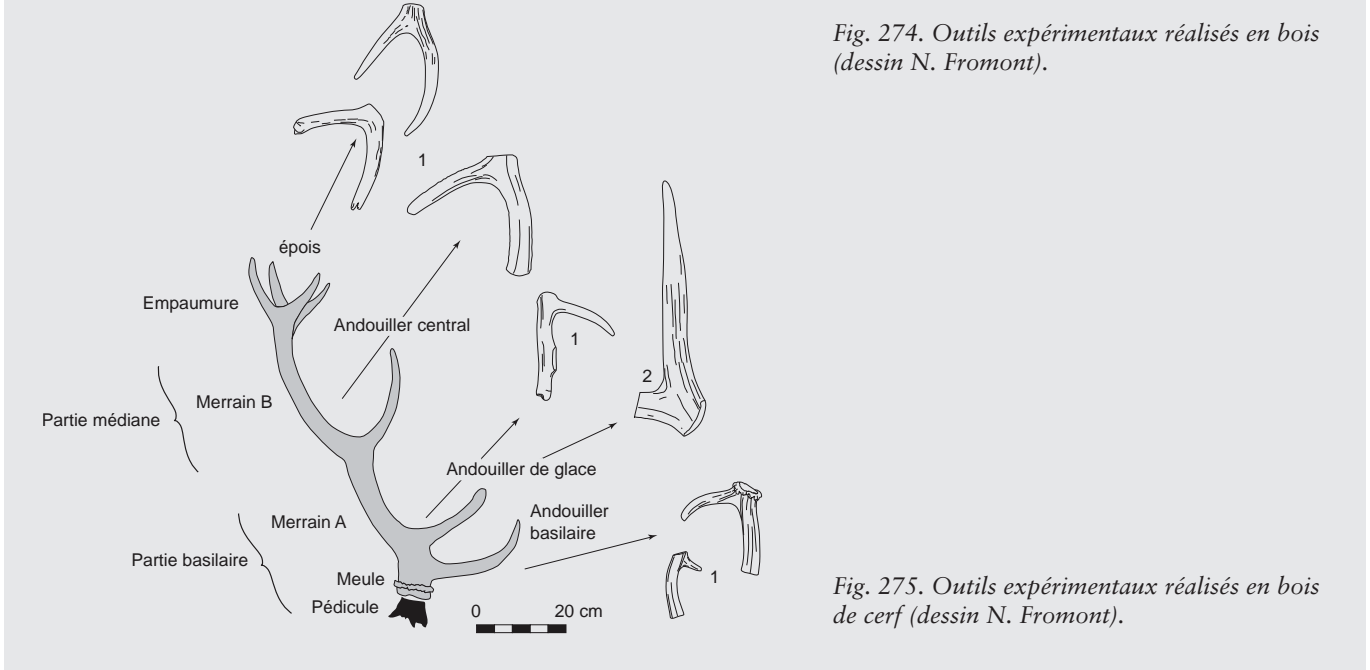 Fig. 274. Outils expérimentaux réalisés en bois
(dessin N. Fromont).
1
épois
Empaumure
Andouiller central
1
2
Merrain B
Partie médiane
Andouiller de glace
Andouiller
basilaire
Merrain A
Partie basilaire
1
Meule
Pédicule
0 20 cm
Fig. 275. Outils expérimentaux réalisés en bois
de cerf (dessin N. Fromont).